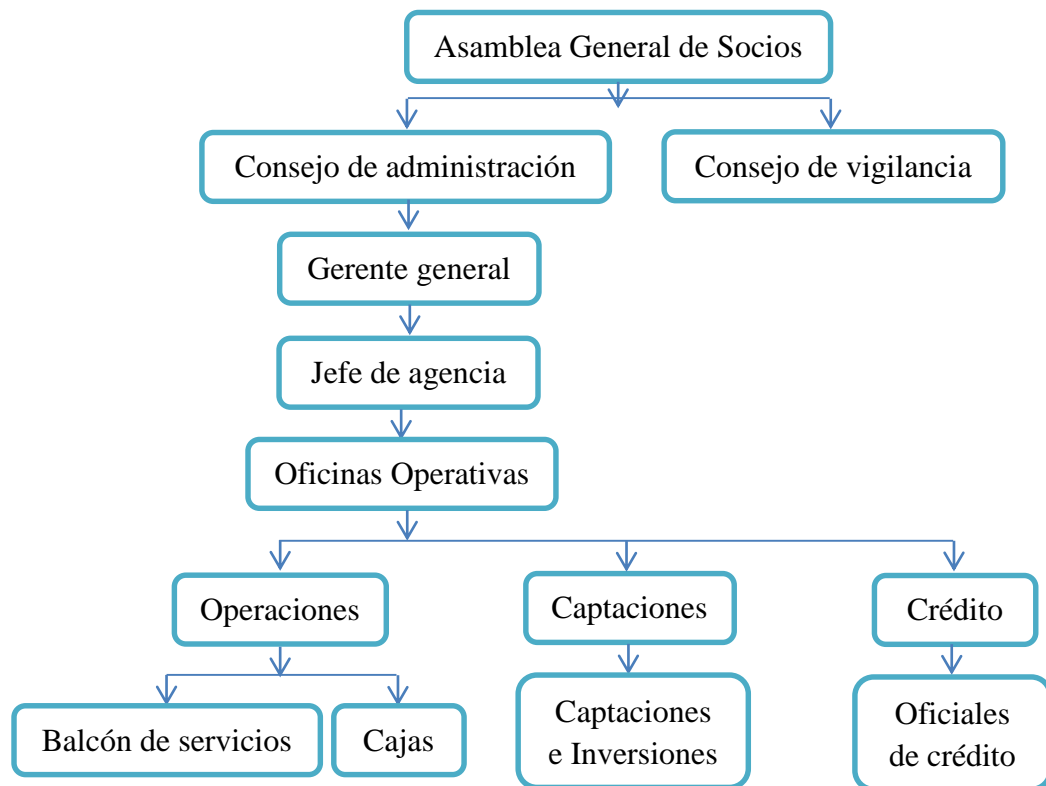 Asamblea General de Socios
Consejo de administración
Consejo de vigilancia
Gerente general
Jefe de agencia
Oficinas Operativas
Operaciones
Captaciones
Crédito
Balcón de servicios
Cajas
Captaciones
e Inversiones
Oficiales
de crédito